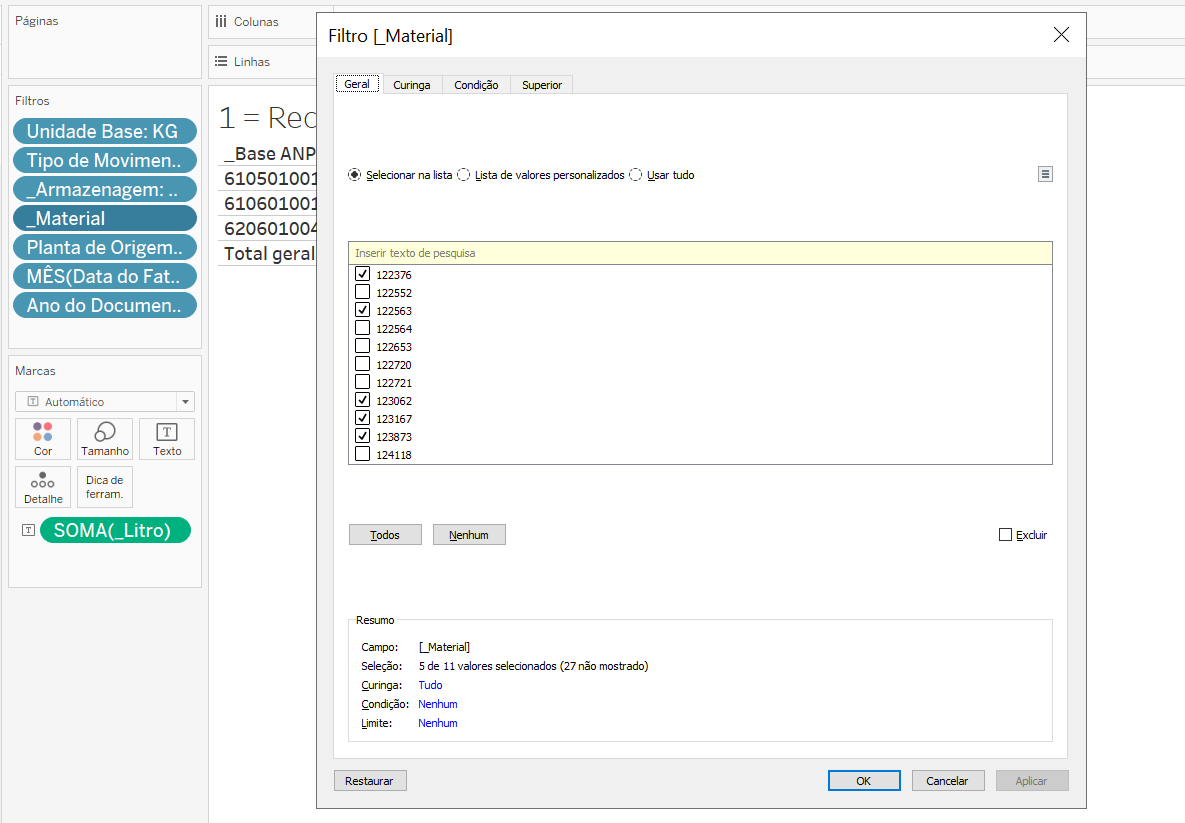 Páginas
Colunas
Linhas
Filtros
Unidade Base: KG
Tipo de Movimen..
_Armazenagem: ..
_Material
Planta de Origem..
MÊS(Data do Fat..
Ano do Documen..
Marcas
Automático
Cor
Tamanho
T
Texto
Detalhe
Dica de
ferram.
SOMA(_Litro)
1 = Rec
_Base ANP
610501001
610601001
620601004
Total geral
Filtro [_Material]
Geral
Curinga
Condição
Superior
Selecionar na lista
Lista de valores personalizados
Usar tudo
Inserir texto de pesquisa
122376
122552
122563
122564
122653
122720
122721
123062
123167
123873
124118
Todos
Nenhum
Excluir
Resumo
Campo: [_Material]
Seleção: 5 de 11 valores selecionados (27 não mostrado)
Curinga: Tudo
Condição: Nenhum
Limite: Nenhum
Restaurar
OK
Cancelar
Aplicar